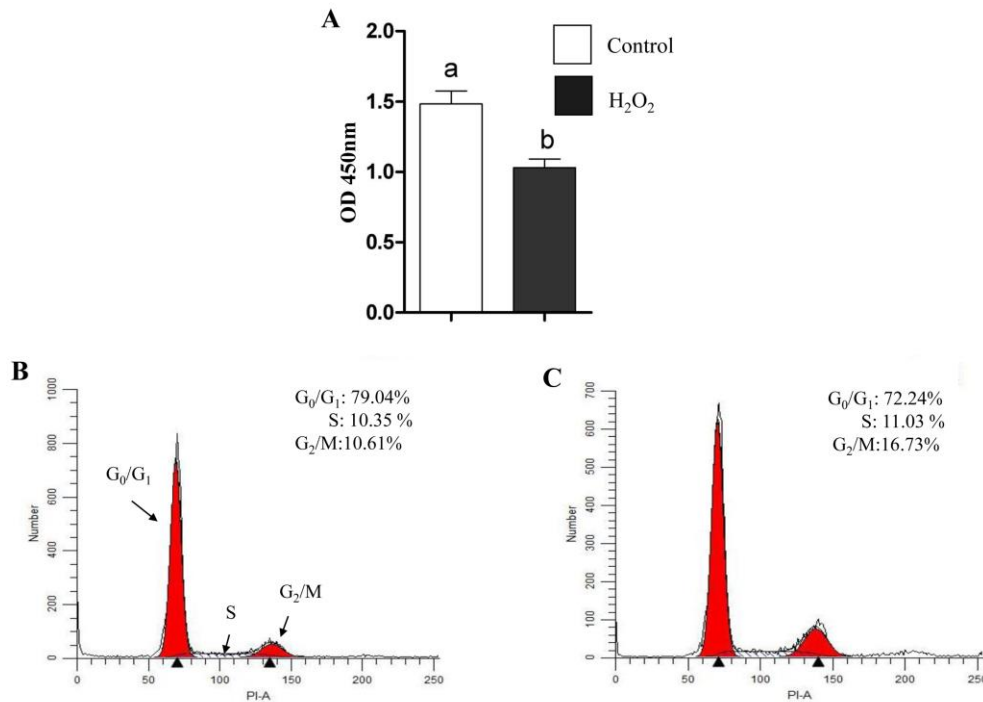 A
2.0
1.5
1.0
0.5
0.0
OD 450nm
a
b
Control
H₂O₂
B
1000
800
600
400
200
0
Number
G₀/G₁: 79.04%
S: 10.35 %
G₂/M:10.61%
G₀/G₁
S
G₂/M
0 50 100 150 200 250
PI-A
C
700
600
500
400
300
200
100
0
Number
G₀/G₁: 72.24%
S: 11.03 %
G₂/M:16.73%
0 50 100 150 200 250
PI-A